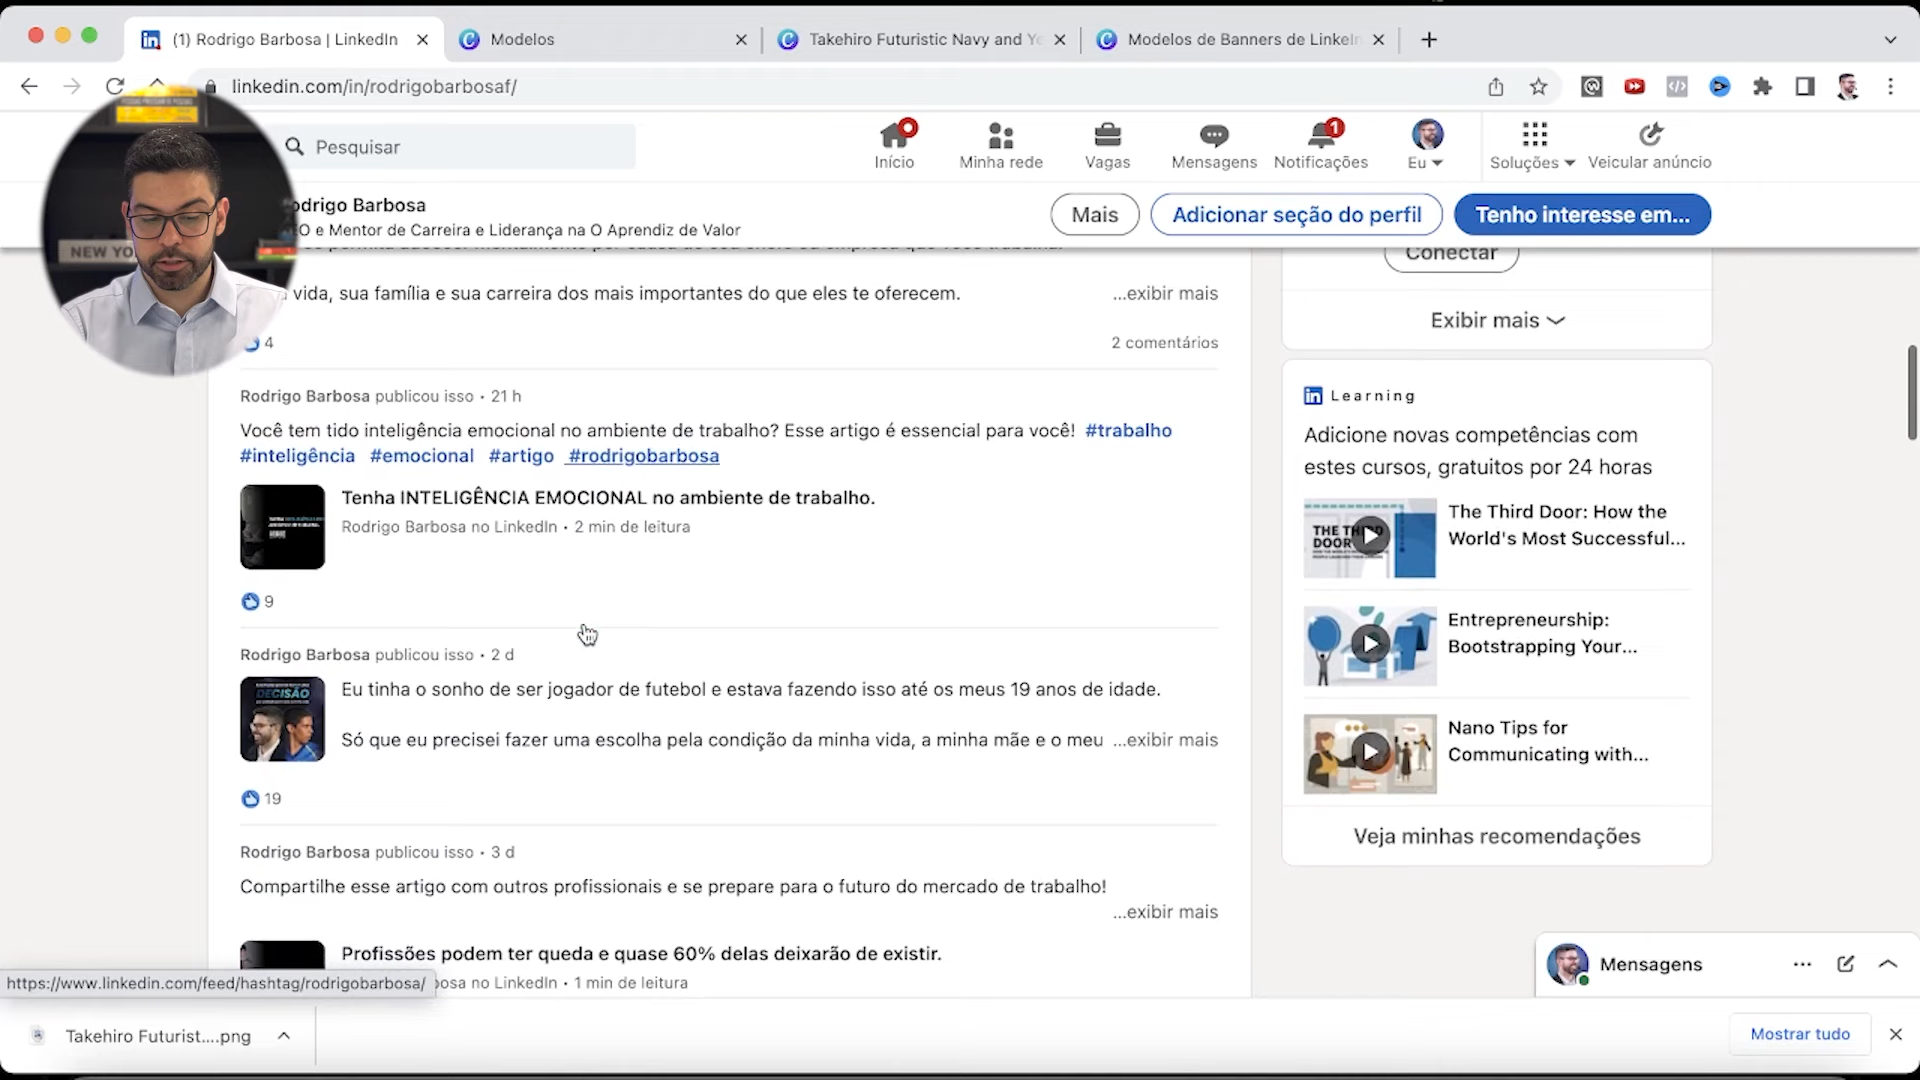 (1) Rodrigo Barbosa | LinkedIn
Modelos
Takehiro Futuristic Navy and Ye
Modelos de Banners de LinkeIn
linkedin.com/in/rodrigobarbosaf/
Pesquisar
Início
Minha rede
Vagas
Mensagens
1
Notificações
Eu
Soluções
Veicular anúncio
NEW YO
odrigo Barbosa
O e Mentor de Carreira e Liderança na O Aprendiz de Valor
Mais
Adicionar seção do perfil
Tenho interesse em...
vida, sua família e sua carreira dos mais importantes do que eles te oferecem.
...exibir mais
4
2 comentários
Rodrigo Barbosa publicou isso • 21 h
Você tem tido inteligência emocional no ambiente de trabalho? Esse artigo é essencial para você! #trabalho
#inteligência #emocional #artigo #rodrigobarbosa
Tenha INTELIGÊNCIA EMOCIONAL no ambiente de trabalho.
Rodrigo Barbosa no LinkedIn • 2 min de leitura
9
Rodrigo Barbosa publicou isso • 2 d
DECISÃO
Eu tinha o sonho de ser jogador de futebol e estava fazendo isso até os meus 19 anos de idade.
Só que eu precisei fazer uma escolha pela condição da minha vida, a minha mãe e o meu ...exibir mais
19
Rodrigo Barbosa publicou isso • 3 d
Compartilhe esse artigo com outros profissionais e se prepare para o futuro do mercado de trabalho!
...exibir mais
Profissões podem ter queda e quase 60% delas deixarão de existir.
osa no LinkedIn • 1 min de leitura
https://www.linkedin.com/feed/hashtag/rodrigobarbosa/
Conectar
Exibir mais
in Learning
Adicione novas competências com
estes cursos, gratuitos por 24 horas
THE THIRD
DOOR
The Third Door: How the
World's Most Successful...
Entrepreneurship:
Bootstrapping Your...
Nano Tips for
Communicating with...
Veja minhas recomendações
Mensagens
Takehiro Futurist....png
Mostrar tudo